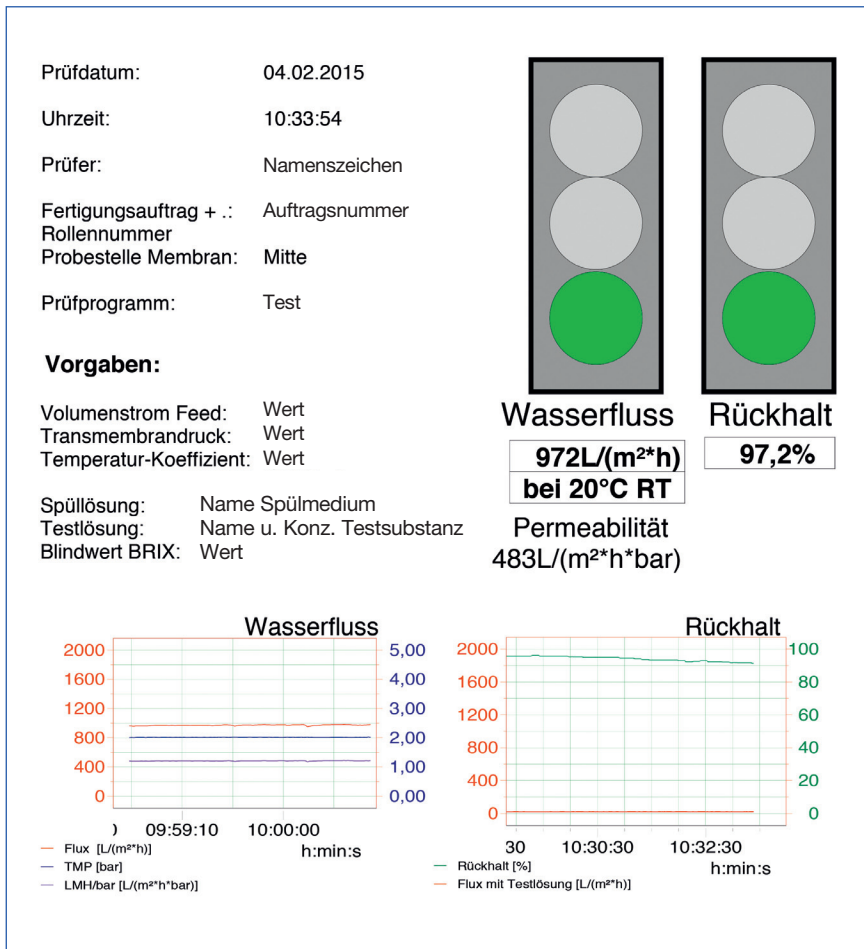 Prüfdatum: 04.02.2015
Uhrzeit: 10:33:54
Prüfer: Namenszeichen
Fertigungsauftrag + .: Auftragsnummer
Rollennummer
Probestelle Membran: Mitte
Prüfprogramm: Test
Vorgaben:
Volumenstrom Feed: Wert
Transmembrandruck: Wert
Temperatur-Koeffizient: Wert
Spüllösung: Name Spülmedium
Testlösung: Name u. Konz. Testsubstanz
Blindwert BRIX: Wert
Wasserfluss
972L/(m²*h)
bei 20°C RT
Permeabilität
483L/(m²*h*bar)
Rückhalt
97,2%
Wasserfluss
2000 5,00
1600 4,00
1200 3,00
800 2,00
400 1,00
0 0,00
09:59:10 10:00:00
h:min:s
Flux [L/(m²*h)]
TMP [bar]
LMH/bar [L/(m²*h*bar)]
Rückhalt
2000 100
1600 80
1200 60
800 40
400 20
0 0
30 10:30:30 10:32:30
h:min:s
Rückhalt [%]
Flux mit Testlösung [L/(m²*h)]